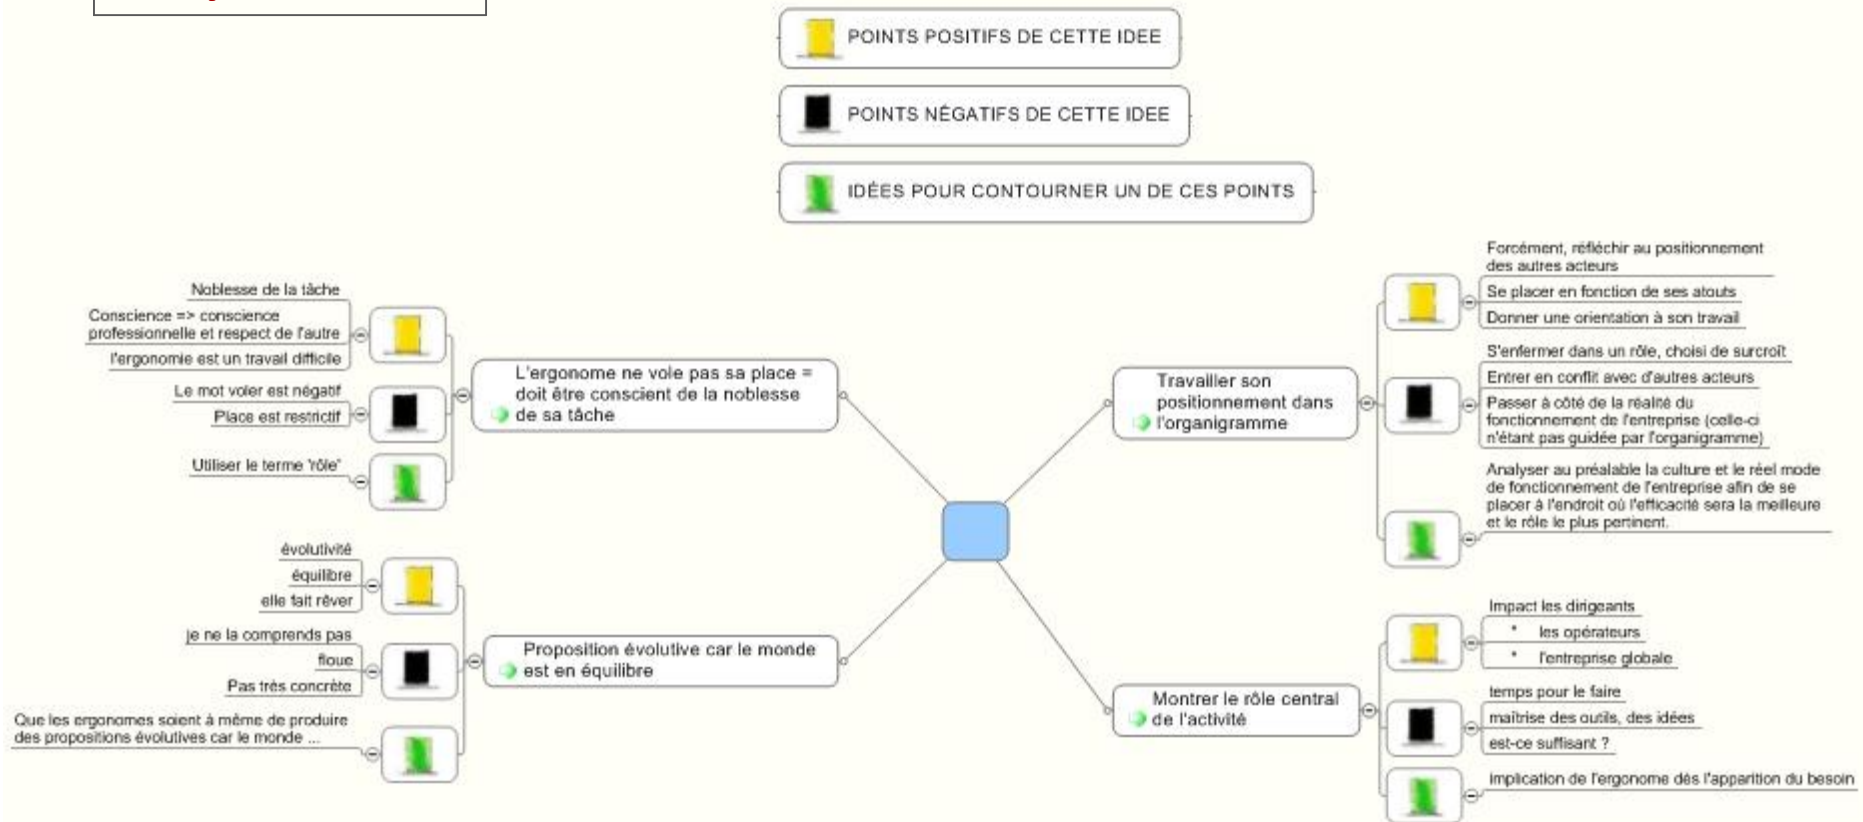 POINTS POSITIFS DE CETTE IDEE
POINTS NÉGATIFS DE CETTE IDEE
IDÉES POUR CONTOURNER UN DE CES POINTS
Noblesse de la tâche
Conscience => conscience
professionnelle et respect de l'autre
l'ergonomie est un travail difficile
Le mot voler est négatif
Place est restrictif
Utiliser le terme 'rôle"
L'ergonome ne vole pas sa place =
doit être conscient de la noblesse
de sa tâche
évolutivité
équilibre
elle fait rêver
je ne la comprends pas
floue
Pas très concrète
Que les ergonomes soient à même de produire
des propositions évolutives car le monde ...
Proposition évolutive car le monde
est en équilibre
Travailler son
positionnement dans
l'organigramme
Forcément, réfléchir au positionnement
des autres acteurs
Se placer en fonction de ses atouts
Donner une orientation à son travail
S'enfermer dans un rôle, choisi de surcroît
Entrer en conflit avec d'autres acteurs
Passer à côté de la réalité du
fonctionnement de l'entreprise (celle-ci
n'étant pas guidée par l'organigramme)
Analyser au préalable la culture et le réel mode
de fonctionnement de l'entreprise afin de se
placer à l'endroit où l'efficacité sera la meilleure
et le rôle le plus pertinent.
Montrer le rôle central
de l'activité
Impact les dirigeants
* les opérateurs
* l'entreprise globale
temps pour le faire
maîtrise des outils, des idées
est-ce suffisant ?
implication de l'ergonome dès l'apparition du besoin